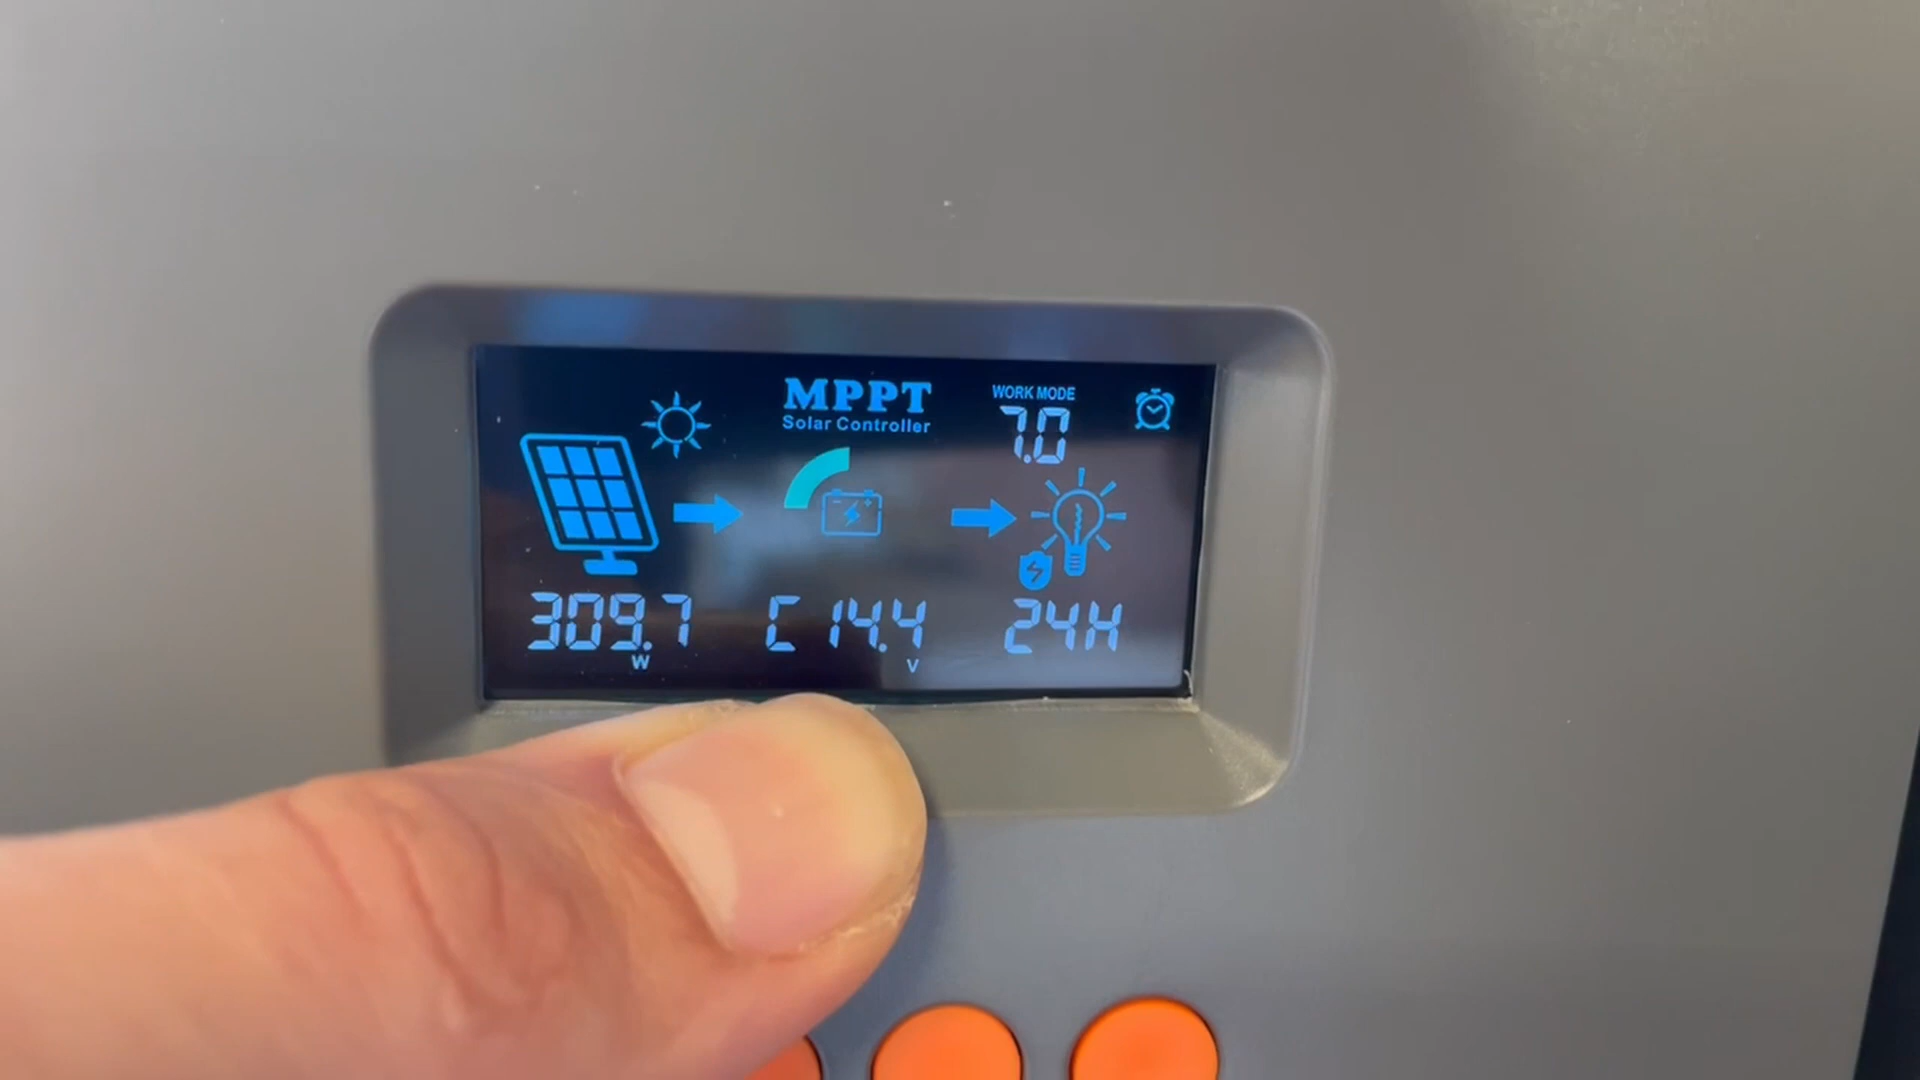 MPPT
Solar Controller
WORK MODE
7.0
309.7 W
C 14.4 V
24H